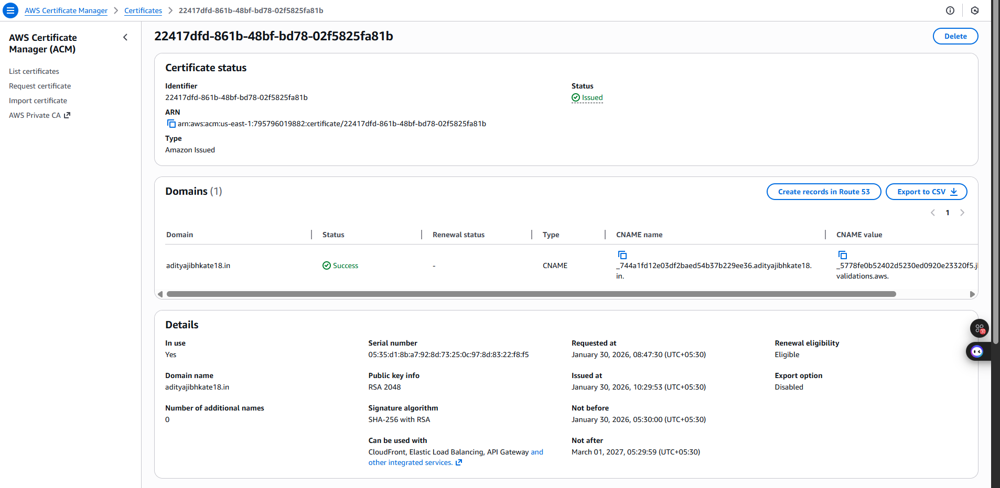 AWS Certificate Manager > Certificates > 22417dfd-861b-48bf-bd78-02f5825fa81b
AWS Certificate
Manager (ACM)
List certificates
Request certificate
Import certificate
AWS Private CA
22417dfd-861b-48bf-bd78-02f5825fa81b
Delete
Certificate status
Identifier
22417dfd-861b-48bf-bd78-02f5825fa81b
Status
Issued
ARN
arn:aws:acm:us-east-1:795796019882:certificate/22417dfd-861b-48bf-bd78-02f5825fa81b
Type
Amazon Issued
Domains (1)
Create records in Route 53
Export to CSV
1
Domain Status Renewal status Type CNAME name CNAME value
adityajibhkate18.in Success - CNAME
_744a1fd12e03df2baed54b37b229ee36.adityajibhkate18.
in.
_5778fe0b52402d5230ed0920e23320f5.
validations.aws.
Details
In use
Yes
Domain name
adityajibhkate18.in
Number of additional names
0
Serial number
05:35:d1:8b:a7:92:8d:73:25:0c:97:8d:83:22:f8:f5
Public key info
RSA 2048
Signature algorithm
SHA-256 with RSA
Can be used with
CloudFront, Elastic Load Balancing, API Gateway and
other integrated services.
Requested at
January 30, 2026, 08:47:30 (UTC+05:30)
Issued at
January 30, 2026, 10:29:53 (UTC+05:30)
Not before
January 30, 2026, 05:30:00 (UTC+05:30)
Not after
March 01, 2027, 05:29:59 (UTC+05:30)
Renewal eligibility
Eligible
Export option
Disabled